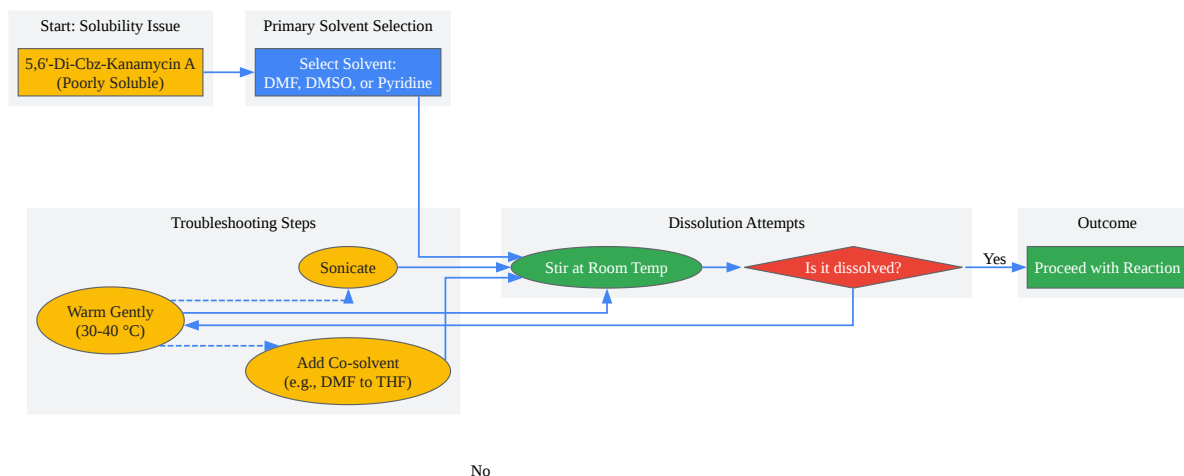 Start: Solubility Issue
5,6'-Di-Cbz-Kanamycin A
(Poorly Soluble)
Primary Solvent Selection
Select Solvent:
DMF, DMSO, or Pyridine
Troubleshooting Steps
Sonicate
Warm Gently
(30-40 °C)
Add Co-solvent
(e.g., DMF to THF)
Dissolution Attempts
Stir at Room Temp
Is it dissolved?
Yes
Outcome
Proceed with Reaction
No